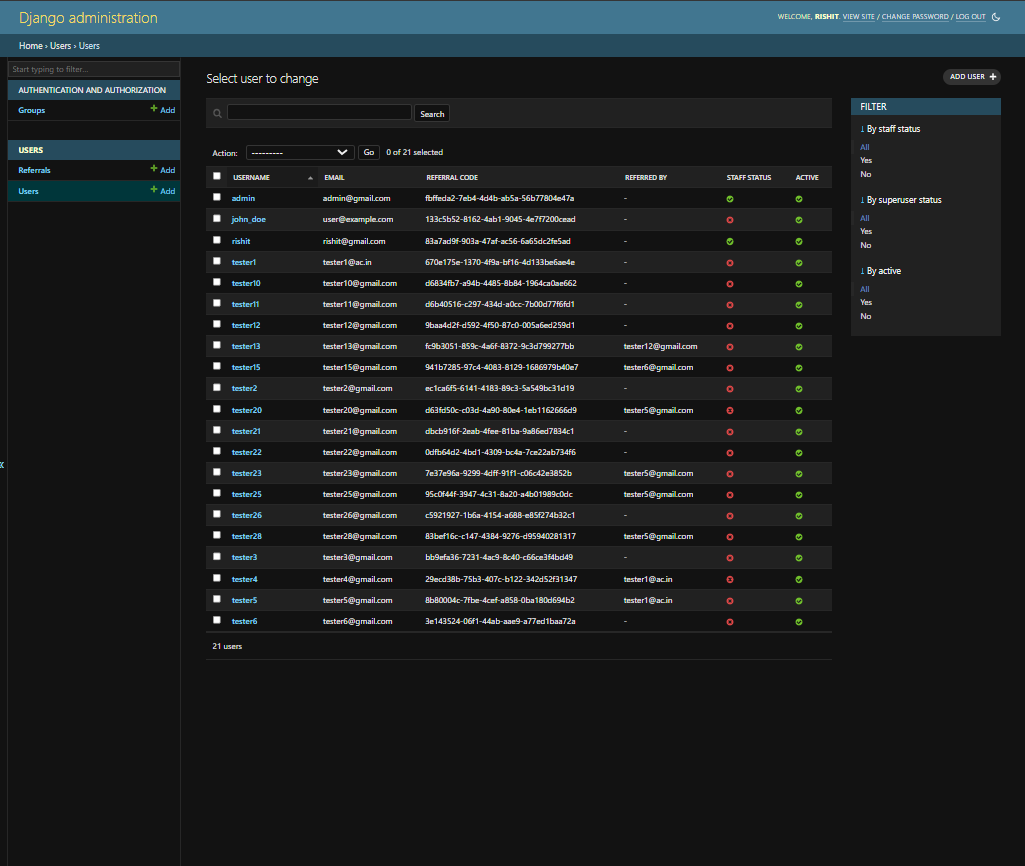 Django administration
WELCOME, RISHIT. VIEW SITE / CHANGE PASSWORD / LOG OUT
Home › Users › Users
Start typing to filter...
AUTHENTICATION AND AUTHORIZATION
Groups + Add
USERS
Referrals + Add
Users + Add
Select user to change
ADD USER +
Search
Action: --------- Go 0 of 21 selected
USERNAME EMAIL REFERRAL CODE REFERRED BY STAFF STATUS ACTIVE
admin admin@gmail.com fbffeda2-7eb4-4d4b-ab5a-56b77804e47a -
john_doe user@example.com 133c5b52-8162-4ab1-9045-4e7f7200cead -
rishit rishit@gmail.com 83a7ad9f-903a-47af-ac56-6a65dc2fe5ad -
tester1 tester1@ac.in 670e175e-1370-4f9a-bf16-4d133be6ae4e -
tester10 tester10@gmail.com d6834fb7-a94b-4485-8b84-1964ca0ae662 -
tester11 tester11@gmail.com d6b40516-c297-434d-a0cc-7b00d77f6fd1 -
tester12 tester12@gmail.com 9baa4d2f-d592-4f50-87c0-005a6ed259d1 -
tester13 tester13@gmail.com fc9b3051-859c-4a6f-8372-9c3d799277bb tester12@gmail.com
tester15 tester15@gmail.com 941b7285-97c4-4083-8129-1686979b40e7 tester6@gmail.com
tester2 tester2@gmail.com ec1ca6f5-6141-4183-89c3-5a549bc31d19 -
tester20 tester20@gmail.com d63fd50c-c03d-4a90-80e4-1eb1162666d9 tester5@gmail.com
tester21 tester21@gmail.com dbcb916f-2eab-4fee-81ba-9a86ed7834c1 -
tester22 tester22@gmail.com 0dfb64d2-4bd1-4309-bc4a-7ce22ab734f6 -
tester23 tester23@gmail.com 7e37e96a-9299-4dff-91f1-c06c42e3852b tester5@gmail.com
tester25 tester25@gmail.com 95c0f44f-3947-4c31-8a20-a4b01989c0dc tester5@gmail.com
tester26 tester26@gmail.com c5921927-1b6a-4154-a688-e85f274b32c1 -
tester28 tester28@gmail.com 83bef16c-c147-4384-9276-d95940281317 tester5@gmail.com
tester3 tester3@gmail.com bb9efa36-7231-4ac9-8c40-c66ce3f4bd49 -
tester4 tester4@gmail.com 29ecd38b-75b3-407c-b122-342d52f31347 tester1@ac.in
tester5 tester5@gmail.com 8b80004c-7fbe-4cef-a858-0ba180d694b2 tester1@ac.in
tester6 tester6@gmail.com 3e143524-06f1-44ab-aae9-a77ed1baa72a -
21 users
FILTER
↓ By staff status
All
Yes
No
↓ By superuser status
All
Yes
No
↓ By active
All
Yes
No